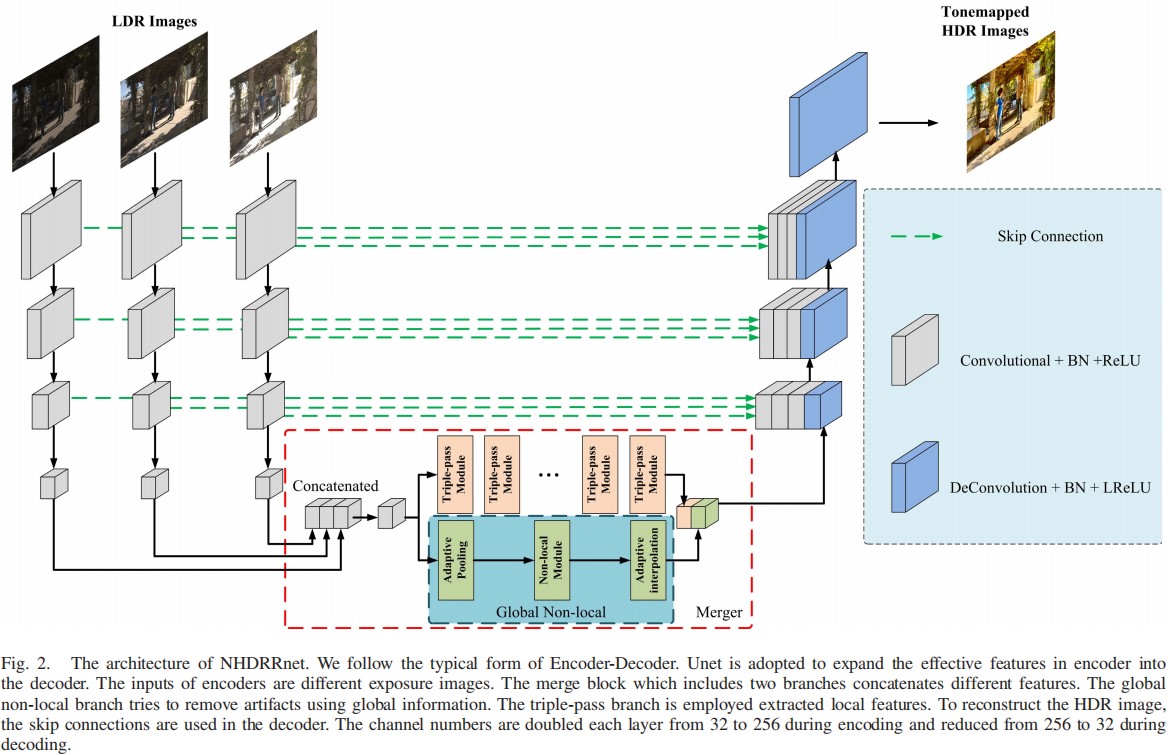 LDR Images
Tonemapped
HDR Images
Skip Connection
Convolutional + BN +ReLU
DeConvolution + BN + LReLU
Concatenated
Triple-pass
Module
Triple-pass
Module
...
Triple-pass
Module
Triple-pass
Module
Adaptive
Pooling
Non-local
Module
Adaptive
interpolation
Global Non-local
Merger
Fig. 2. The architecture of NHDRRnet. We follow the typical form of Encoder-Decoder. Unet is adopted to expand the effective features in encoder into
the decoder. The inputs of encoders are different exposure images. The merge block which includes two branches concatenates different features. The global
non-local branch tries to remove artifacts using global information. The triple-pass branch is employed extracted local features. To reconstruct the HDR image,
the skip connections are used in the decoder. The channel numbers are doubled each layer from 32 to 256 during encoding and reduced from 256 to 32 during
decoding.